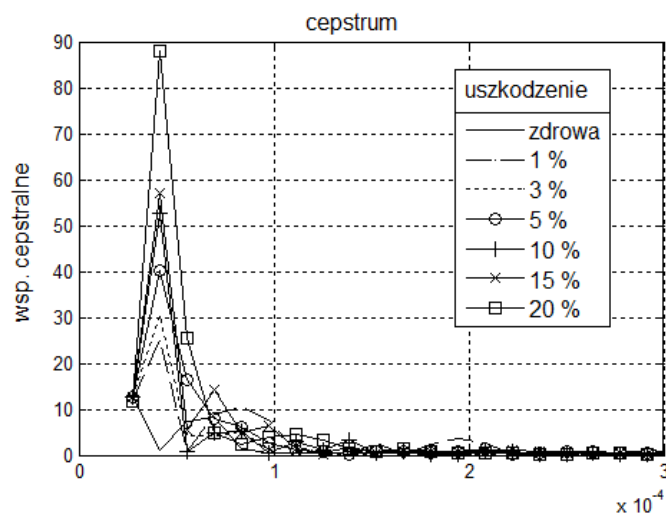 cepstrum
wsp. cepstralne
90
80
70
60
50
40
30
20
10
0
uszkodzenie
zdrowa
1 %
3 %
5 %
10 %
15 %
20 %
0 1 2 3
x 10⁻⁴